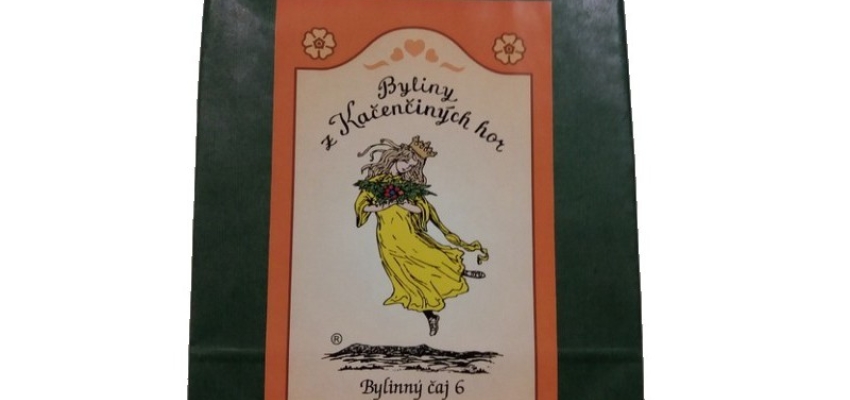 Byliny
z Kačenčiných hor
®
Bylinný čaj 6